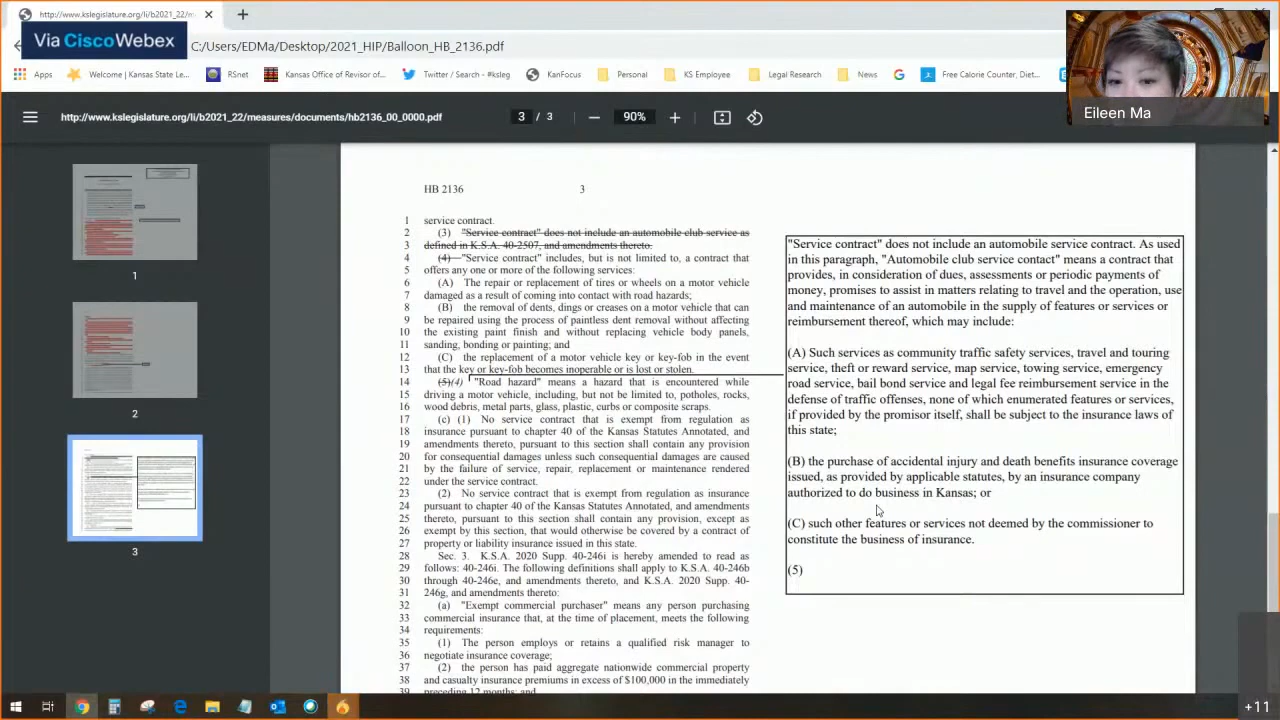 http://www.kslegislature.org/li/b2021_22/m
Via Cisco Webex
C:/Users/EDMa/Desktop/2021_HIP/Balloon_HB_2136.pdf
Apps Welcome | Kansas State Le... RSnet Kansas Office of Revisor of... Twitter / Search - #ksleg KanFocus Personal KS Employee Legal Research News Free Calorie Counter, Diet...
Eileen Ma
http://www.kslegislature.org/li/b2021_22/measures/documents/hb2136_00_0000.pdf 3 / 3 90%
1
2
3
HB 2136 3
1 service contract.
2 (3) "Service contract" does not include an automobile club service as
3 defined in K.S.A. 40-2507, and amendments thereto.
4 (4) "Service contract" includes, but is not limited to, a contract that
5 offers any one or more of the following services:
6 (A) The repair or replacement of tires or wheels on a motor vehicle
7 damaged as a result of coming into contact with road hazards;
8 (B) the removal of dents, dings or creases on a motor vehicle that can
9 be repaired using the process of paintless dent removal without affecting
10 the existing paint finish and without replacing vehicle body panels,
11 sanding, bonding or painting; and
12 (C) the replacement of a motor vehicle key or key-fob in the event
13 that the key or key-fob becomes inoperable or is lost or stolen.
14 (5)(4) "Road hazard" means a hazard that is encountered while
15 driving a motor vehicle, including, but not be limited to, potholes, rocks,
16 wood debris, metal parts, glass, plastic, curbs or composite scraps.
17 (c) (1) No service contract that is exempt from regulation as
18 insurance pursuant to chapter 40 of the Kansas Statutes Annotated, and
19 amendments thereto, pursuant to this section shall contain any provision
20 for consequential damages unless such consequential damages are caused
21 by the failure of service, repair, replacement or maintenance rendered
22 under the service contract.
23 (2) No service contract that is exempt from regulation as insurance
24 pursuant to chapter 40 of the Kansas Statutes Annotated, and amendments
25 thereto, pursuant to this section shall contain any provision, except as
26 exempt by this section, that would otherwise be covered by a contract of
27 property or liability insurance issued in this state.
28 Sec. 3. K.S.A. 2020 Supp. 40-246i is hereby amended to read as
29 follows: 40-246i. The following definitions shall apply to K.S.A. 40-246b
30 through 40-246e, and amendments thereto, and K.S.A. 2020 Supp. 40-
31 246g, and amendments thereto:
32 (a) "Exempt commercial purchaser" means any person purchasing
33 commercial insurance that, at the time of placement, meets the following
34 requirements:
35 (1) The person employs or retains a qualified risk manager to
36 negotiate insurance coverage;
37 (2) the person has paid aggregate nationwide commercial property
38 and casualty insurance premiums in excess of $100,000 in the immediately
39 preceding 12 months; and
"Service contract" does not include an automobile service contract. As used
in this paragraph, "Automobile club service contact" means a contract that
provides, in consideration of dues, assessments or periodic payments of
money, promises to assist in matters relating to travel and the operation, use
and maintenance of an automobile in the supply of features or services or
reimbursement thereof, which may include:
(A) Such services as community traffic safety services, travel and touring
service, theft or reward service, map service, towing service, emergency
road service, bail bond service and legal fee reimbursement service in the
defense of traffic offenses, none of which enumerated features or services,
if provided by the promisor itself, shall be subject to the insurance laws of
this state;
(B) the purchase of accidental injury and death benefits insurance coverage
issued, as provided by applicable statutes, by an insurance company
authorized to do business in Kansas; or
(C) such other features or services not deemed by the commissioner to
constitute the business of insurance.
(5)
+11